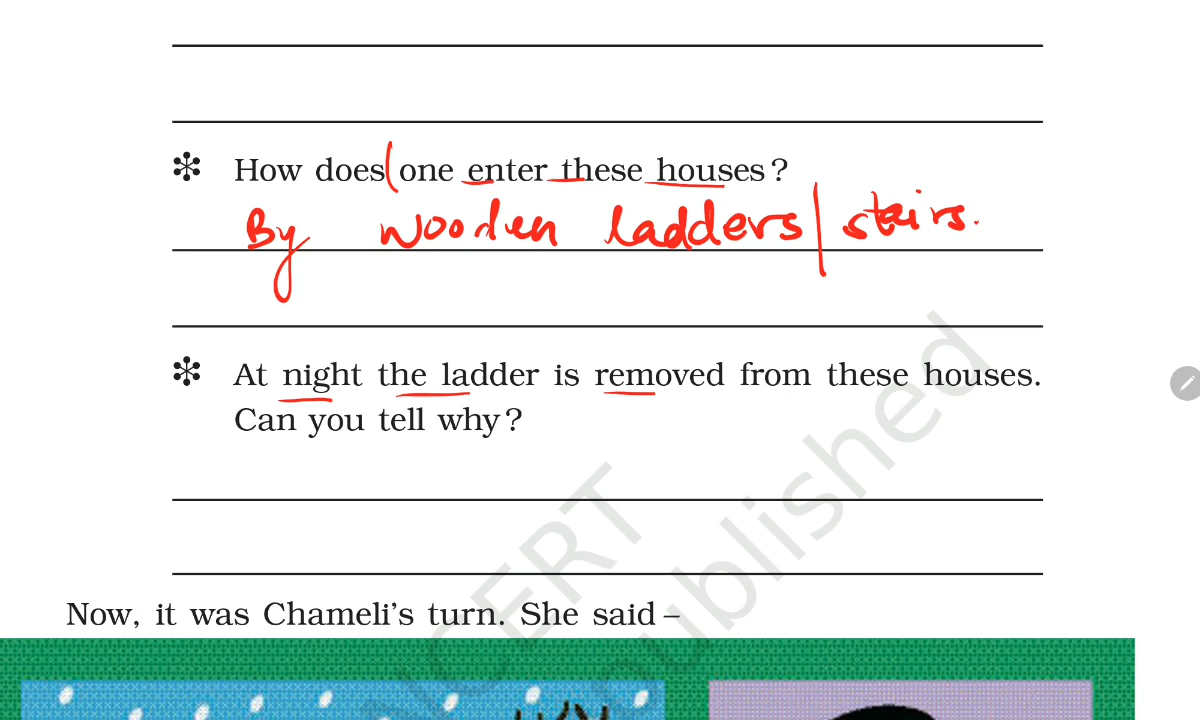 How does one enter these houses?
By wooden ladders/stairs.
At night the ladder is removed from these houses.
Can you tell why?
Now, it was Chameli's turn. She said –
NCERT
published